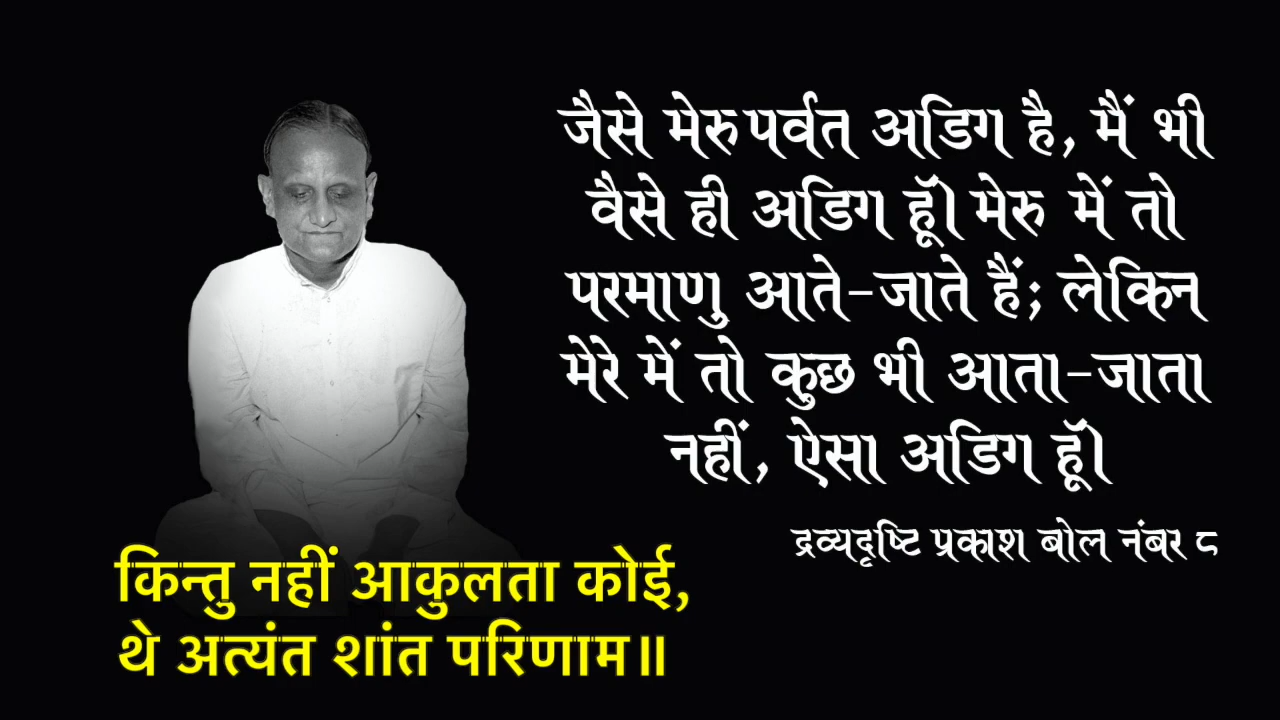 जैसे मेरुपर्वत अडिग है, मैं भी
वैसे ही अडिग हूँ। मेरु में तो
परमाणु आते-जाते हैं; लेकिन
मेरे में तो कुछ भी आता-जाता
नहीं, ऐसा अडिग हूँ।
द्रव्यदृष्टि प्रकाश बोल नंबर ८
किन्तु नहीं आकुलता कोई,
थे अत्यंत शांत परिणाम॥